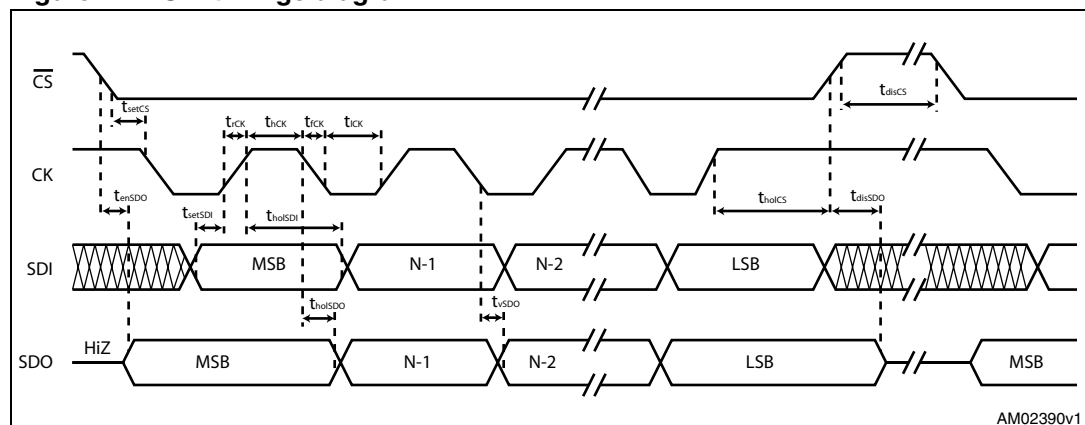 CS
tsetCS
tdisCS
trCK
thCK
tfCK
tlCK
CK
tenSDO
tsetSDI
tholSDI
tholCS
tdisSDO
SDI
MSB
N-1
N-2
LSB
tholSDO
tvSDO
SDO
HiZ
MSB
N-1
N-2
LSB
MSB
AM02390v1